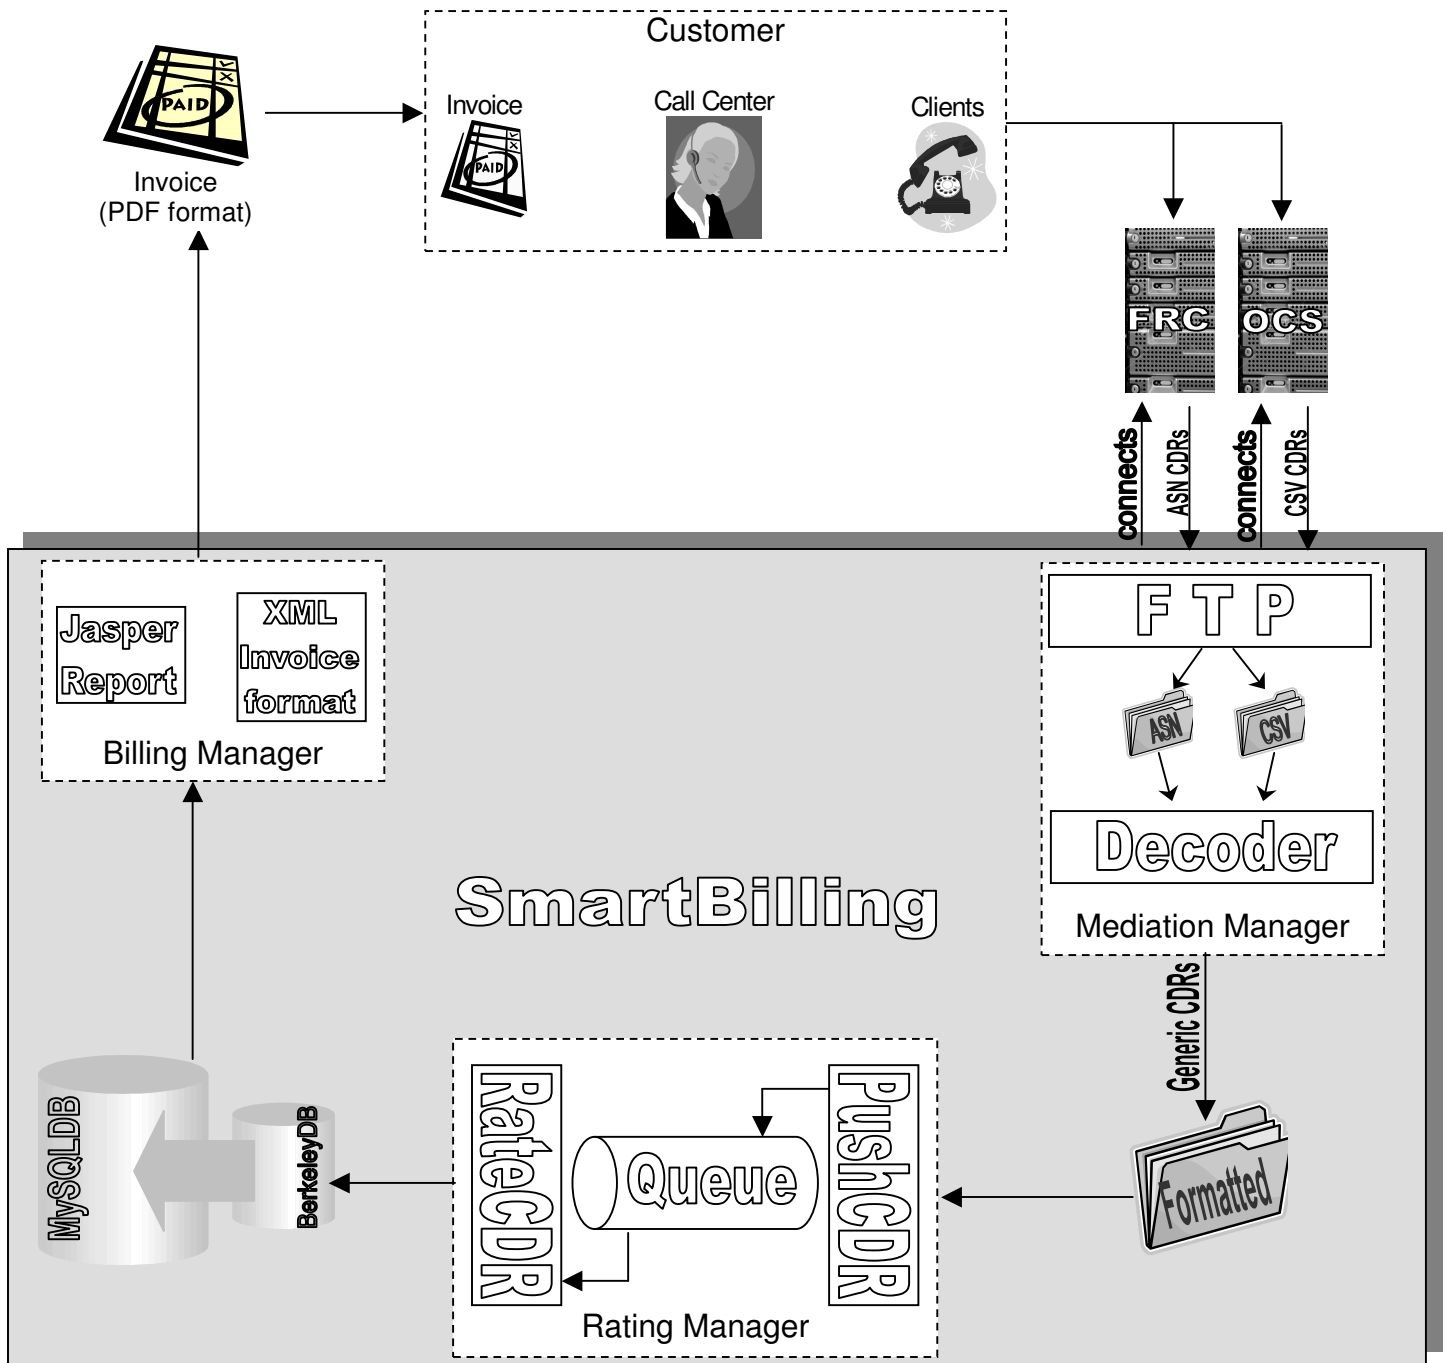 Customer
Invoice
Call Center
Clients
PAID
PAID
Invoice
(PDF format)
FRC
OCS
connects
ASN CDRs
connects
CSV CDRs
Jasper
Report
XML
Invoice
format
Billing Manager
F T P
ASN
CSV
Decoder
Mediation Manager
SmartBilling
Generic CDRs
MySQLDB
BerkeleyDB
RateCDR
Queue
PushCDR
Formatted
Rating Manager